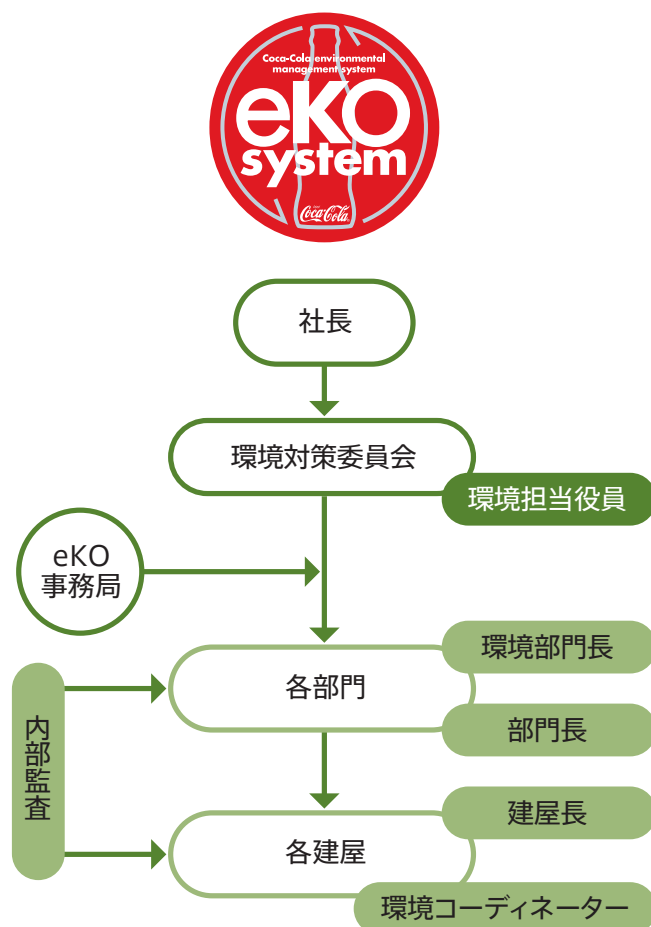 Coca-Cola environmental
management system
eKO
system
Coca-Cola
社長
環境対策委員会
環境担当役員
eKO
事務局
環境部門長
各部門
部門長
内部監査
建屋長
各建屋
環境コーディネーター